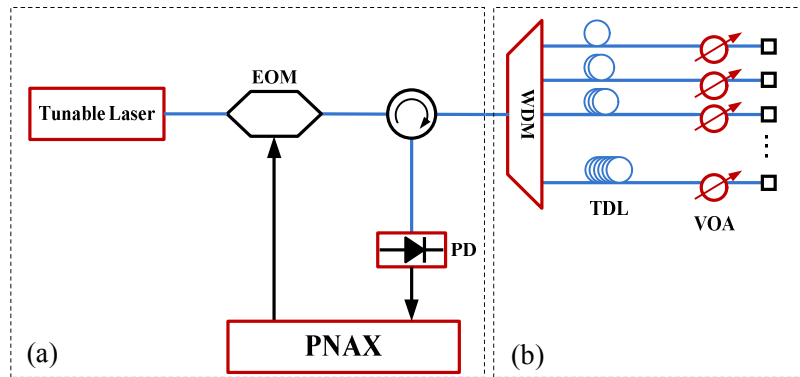 EOM
Tunable Laser
WDM
TDL
VOA
PD
PNAX
(a)
(b)